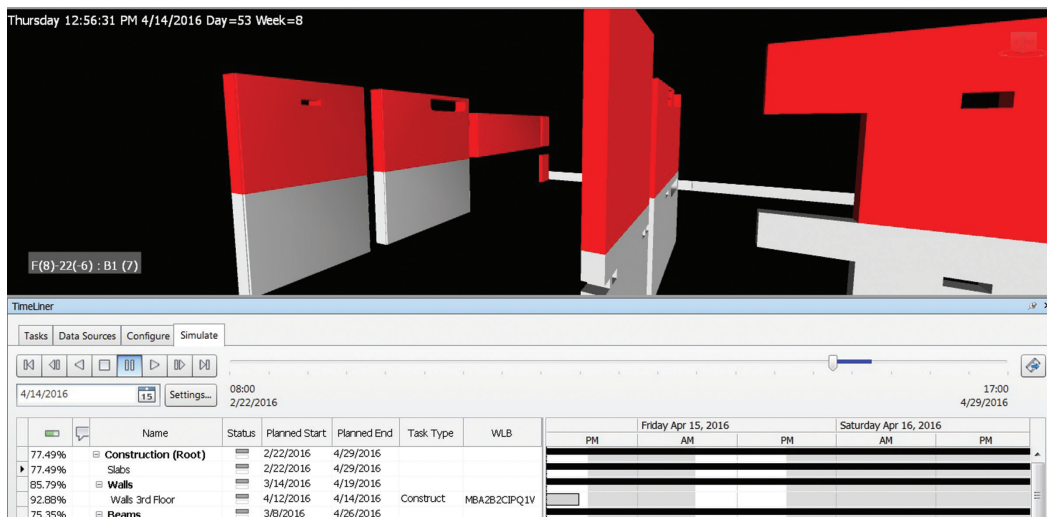 Thursday 12:56:31 PM 4/14/2016 Day=53 Week=8
F(8)-22(-6) : B1 (7)
TimeLiner
Tasks Data Sources Configure Simulate
4/14/2016 15 Settings...
08:00 17:00
2/22/2016 4/29/2016
Name Status Planned Start Planned End Task Type WLB
Friday Apr 15, 2016 Saturday Apr 16, 2016
PM AM PM AM PM
77.49% Construction (Root) 2/22/2016 4/29/2016
77.49% Slabs 2/22/2016 4/29/2016
85.79% Walls 3/14/2016 4/19/2016
92.88% Walls 3rd Floor 4/12/2016 4/14/2016 Construct MBA2B2CIPQ1V
75.35% Beams 3/8/2016 4/26/2016